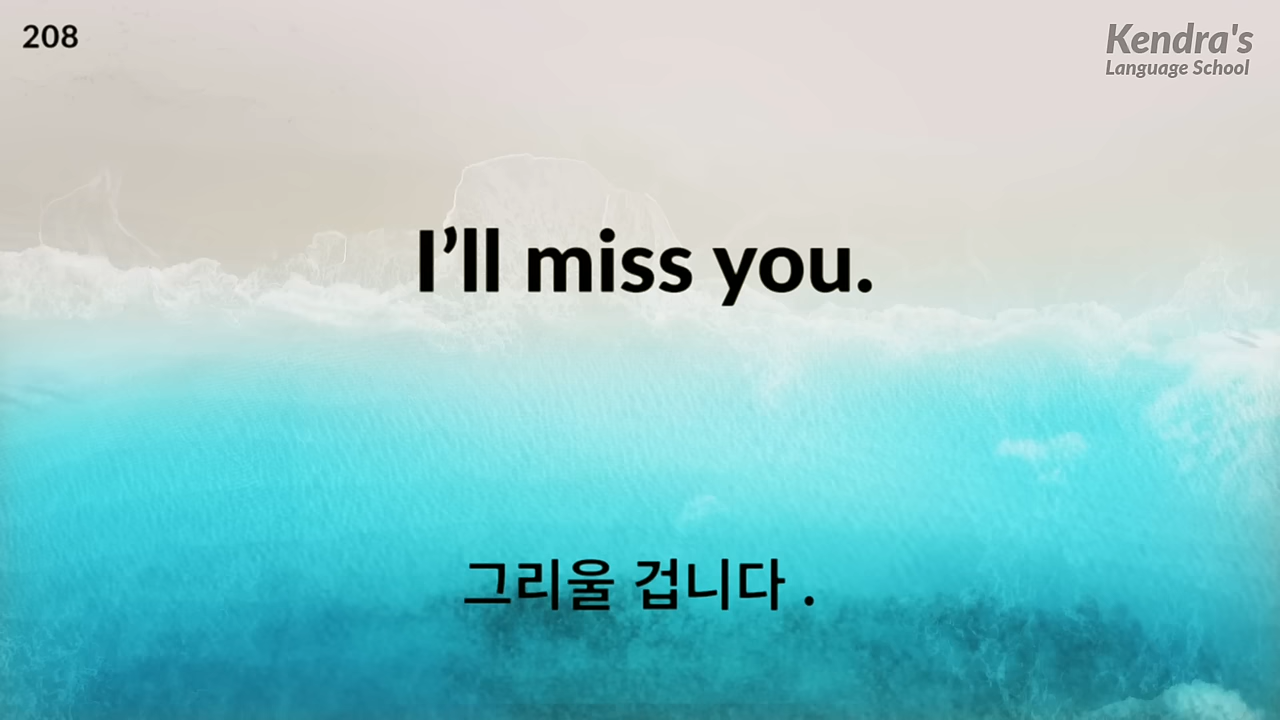 208
Kendra's
Language School
I’ll miss you.
그리울 겁니다 .